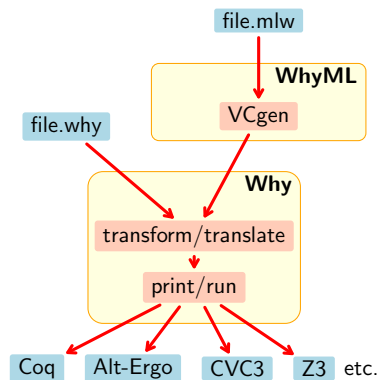 file.mlw
WhyML
VCgen
file.why
Why
transform/translate
print/run
Coq Alt-Ergo CVC3 Z3 etc.